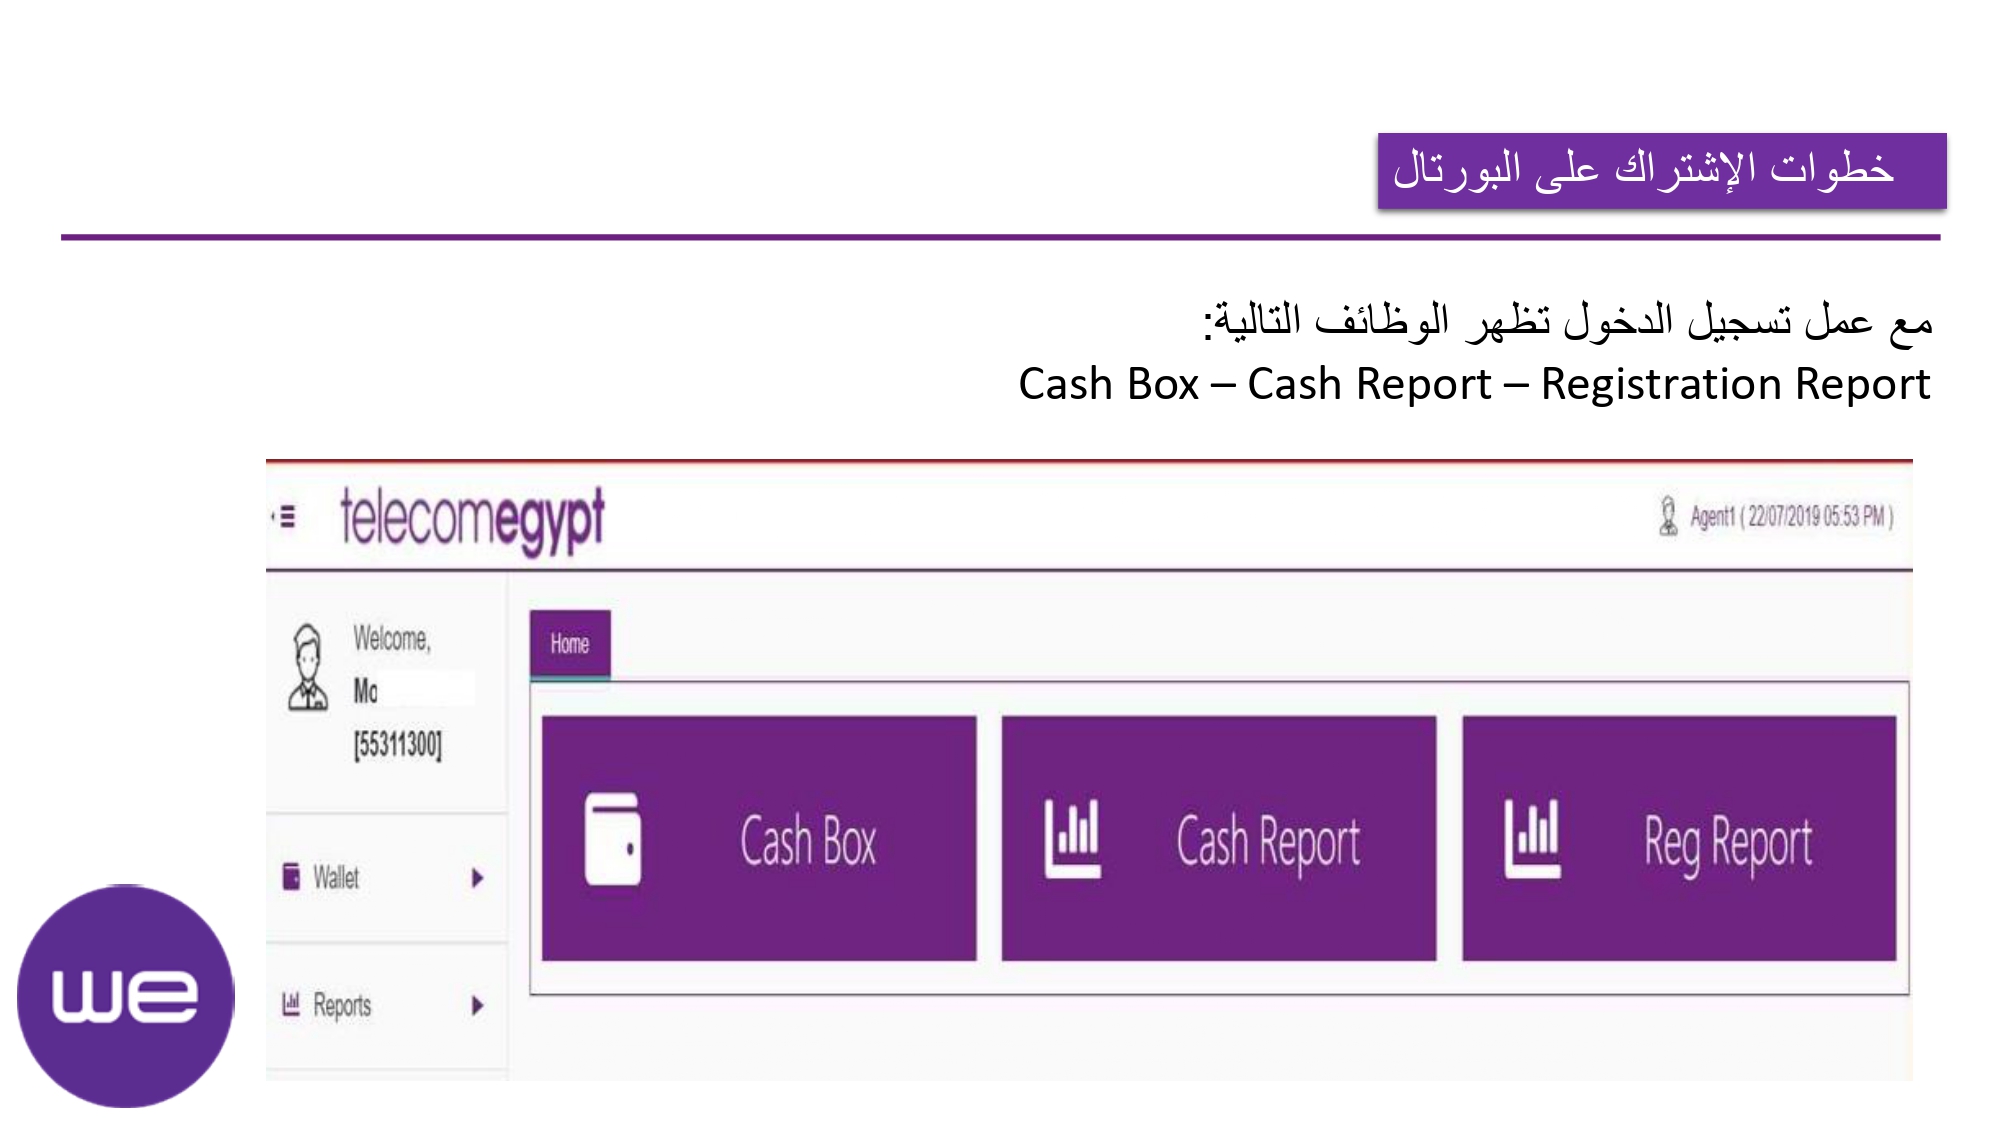 خطوات الإشتراك على البورتال
مع عمل تسجيل الدخول تظهر الوظائف التالية:
Cash Box – Cash Report – Registration Report
telecomegypt
Agent1 ( 22/07/2019 05:53 PM )
Welcome,
Mo
[55311300]
Home
Cash Box
Cash Report
Reg Report
Wallet
Reports
we